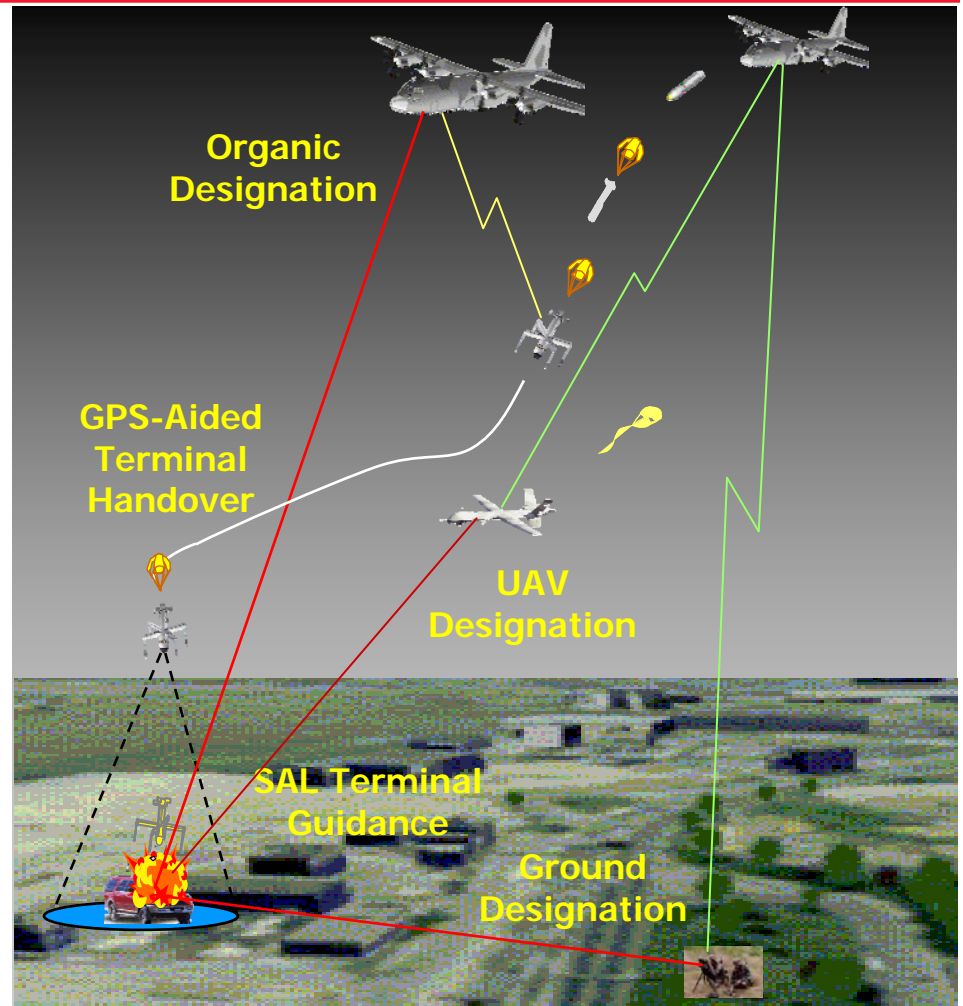 Organic
Designation
GPS-Aided
Terminal
Handover
UAV
Designation
SAL Terminal
Guidance
Ground
Designation